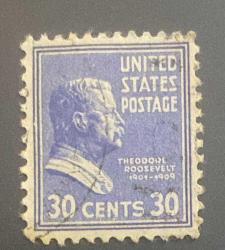 UNITED
STATES
POSTAGE
THEODORE
ROOSEVELT
1901-1909
30 CENTS 30